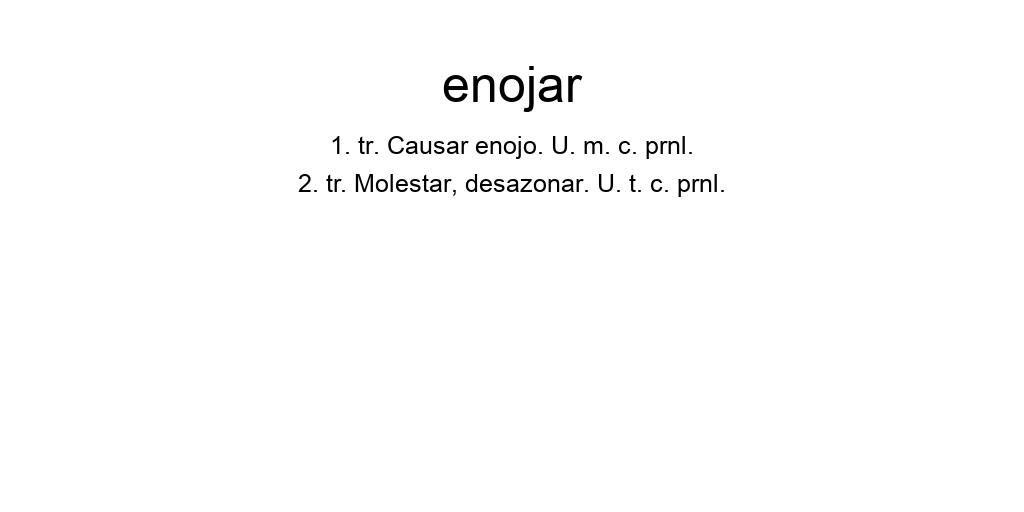 enojar
1. tr. Causar enojo. U. m. c. prnl.
2. tr. Molestar, desazonar. U. t. c. prnl.